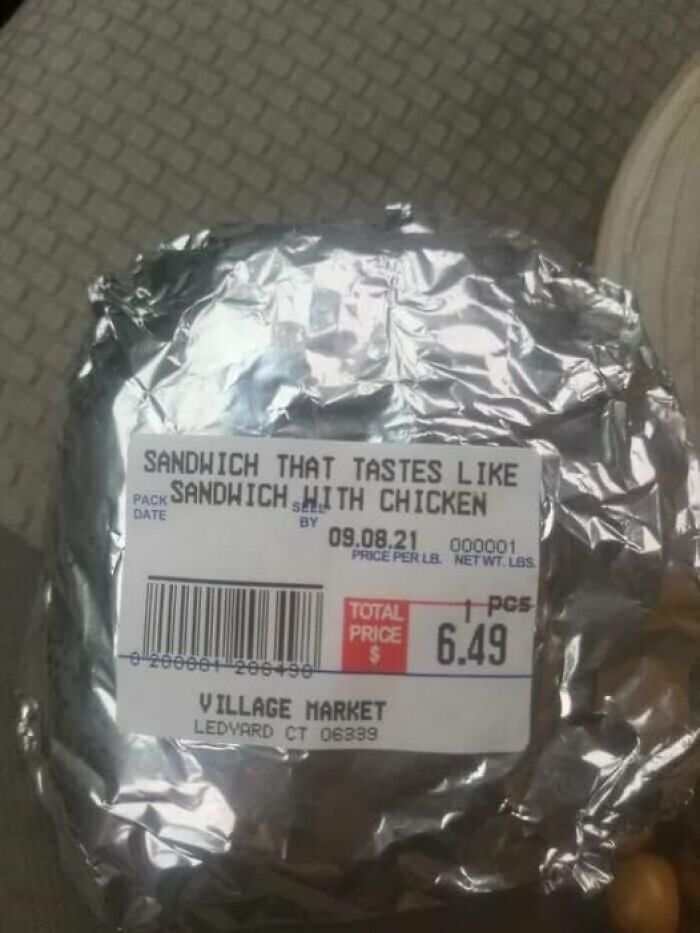 SANDWICH THAT TASTES LIKE
SANDWICH WITH CHICKEN
PACK DATE
SELL BY
09.08.21 000001
PRICE PER LB. NET WT. LBS.
1 PCS
TOTAL PRICE $ 6.49
VILLAGE MARKET
LEDYARD CT 06339